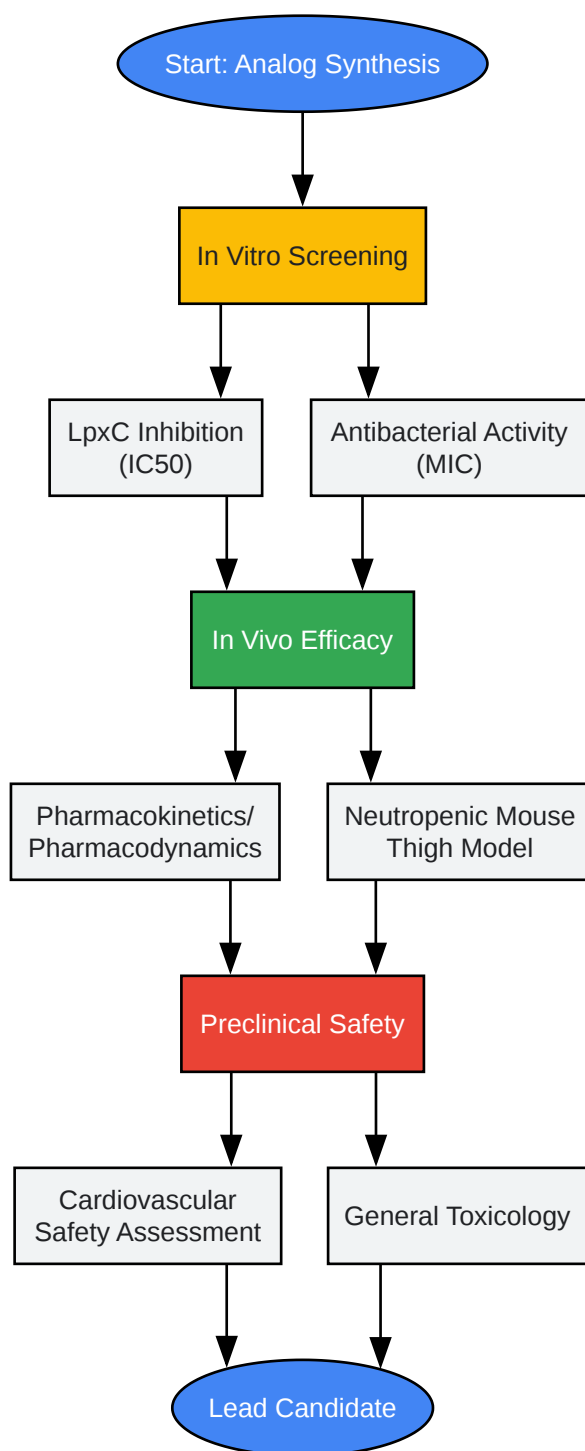 Start: Analog Synthesis
In Vitro Screening
LpxC Inhibition
(IC50)
Antibacterial Activity
(MIC)
In Vivo Efficacy
Pharmacokinetics/
Pharmacodynamics
Neutropenic Mouse
Thigh Model
Preclinical Safety
Cardiovascular
Safety Assessment
General Toxicology
Lead Candidate